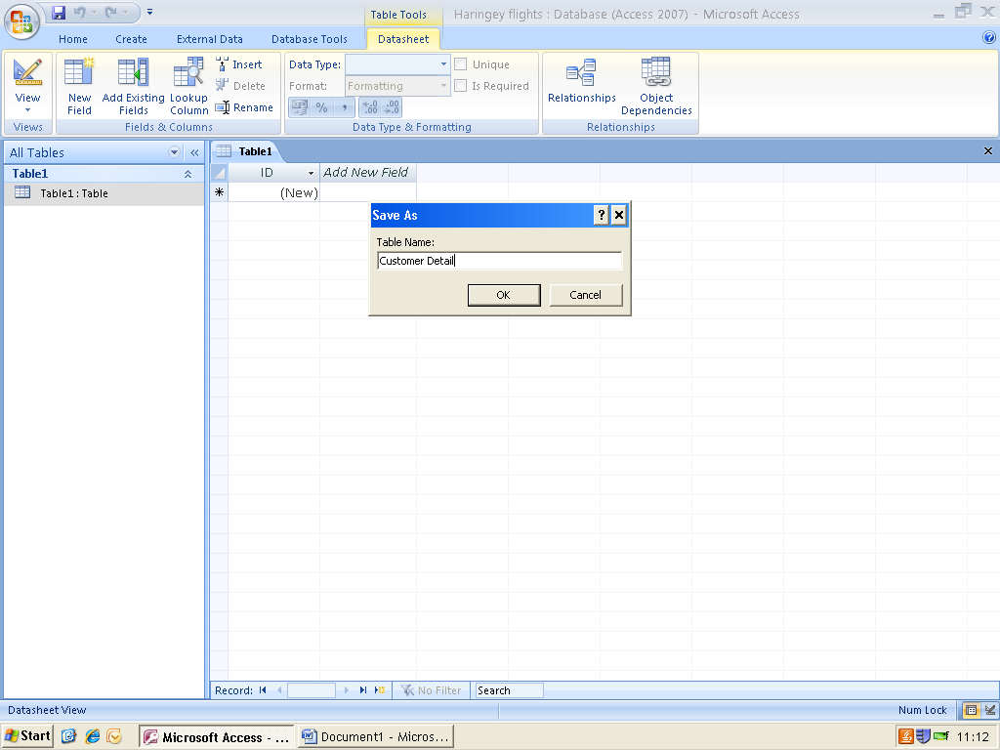 Table Tools
Haringey flights : Database (Access 2007) - Microsoft Access
Home Create External Data Database Tools Datasheet
View
Views
New Field
Add Existing Fields
Lookup Column
Insert
Delete
Rename
Fields & Columns
Data Type:
Format: Formatting
Unique
Is Required
% , .0 .00 .00 .0
Data Type & Formatting
Relationships
Object Dependencies
Relationships
All Tables «
Table1
Table1 : Table
Table1
ID Add New Field
(New)
Save As ?
Table Name:
Customer Detail
OK Cancel
Record: No Filter Search
Datasheet View Num Lock
Start Microsoft Access - ... Document1 - Micros... 11:12